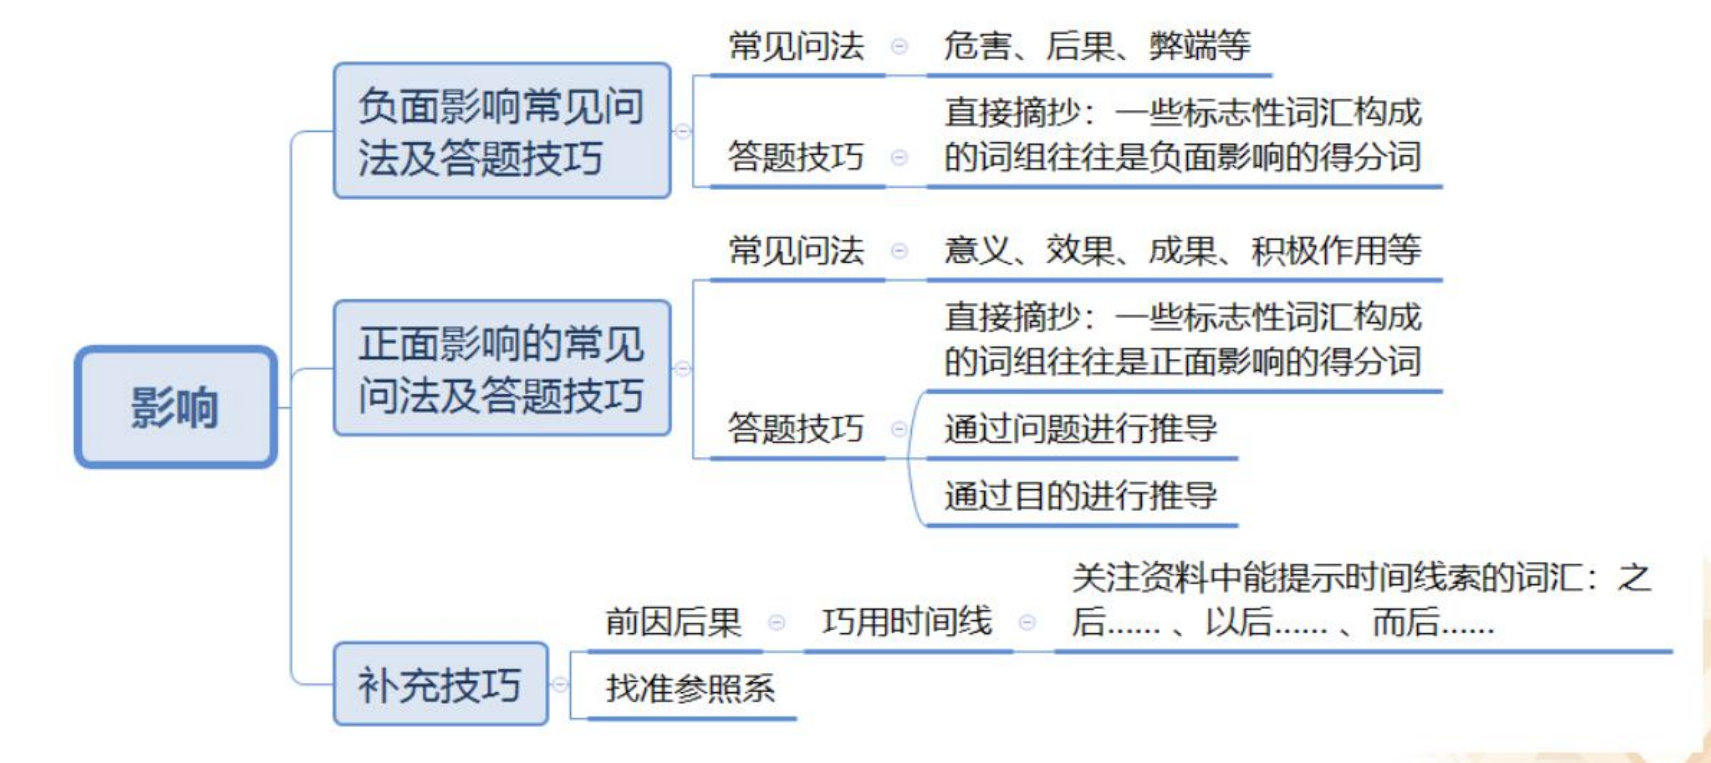 影响
负面影响常见问
法及答题技巧
常见问法
危害、后果、弊端等
答题技巧
直接摘抄：一些标志性词汇构成
的词组往往是负面影响的得分词
正面影响的常见
问法及答题技巧
常见问法
意义、效果、成果、积极作用等
答题技巧
直接摘抄：一些标志性词汇构成
的词组往往是正面影响的得分词
通过问题进行推导
通过目的进行推导
补充技巧
前因后果
巧用时间线
关注资料中能提示时间线索的词汇：之
后……、以后……、而后……
找准参照系